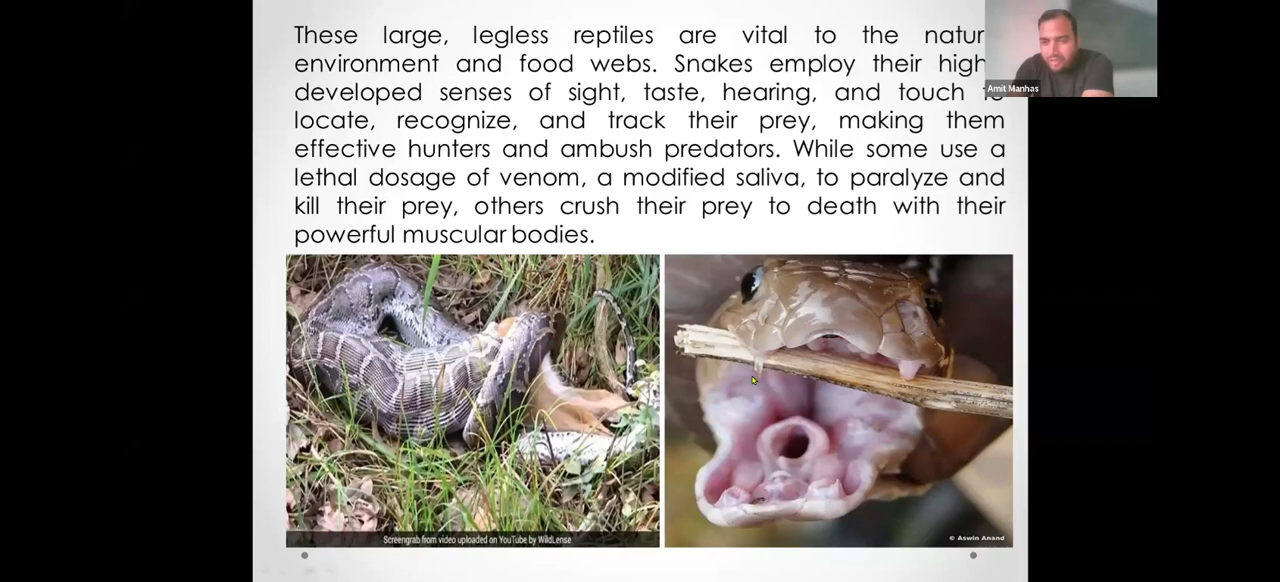 These large, legless reptiles are vital to the natur
environment and food webs. Snakes employ their high
developed senses of sight, taste, hearing, and touch
locate, recognize, and track their prey, making them
effective hunters and ambush predators. While some use a
lethal dosage of venom, a modified saliva, to paralyze and
kill their prey, others crush their prey to death with their
powerful muscular bodies.
Amit Manhas
Screengrab from video uploaded on YouTube by WildLense
© Aswin Anand